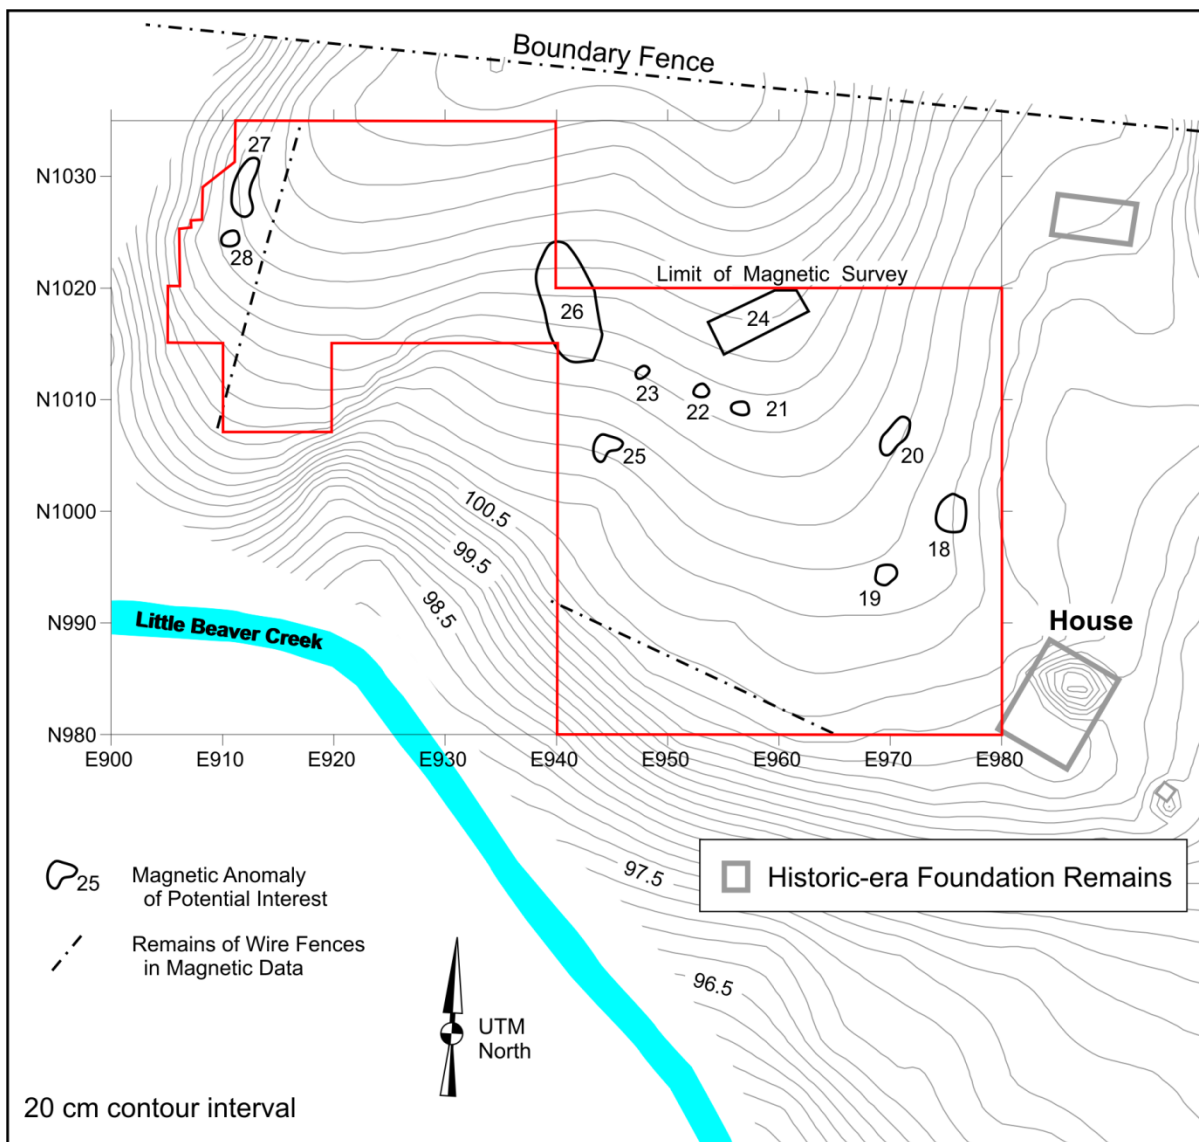 Boundary Fence
27
N1030
28
Limit of Magnetic Survey
N1020
26
24
23
22
21
N1010
25
20
100.5
N1000
18
99.5
19
98.5
House
N990
Little Beaver Creek
N980
E900
E910
E920
E930
E940
E950
E960
E970
E980
97.5
25
Magnetic Anomaly
of Potential Interest
Historic-era Foundation Remains
Remains of Wire Fences
in Magnetic Data
96.5
UTM
North
20 cm contour interval